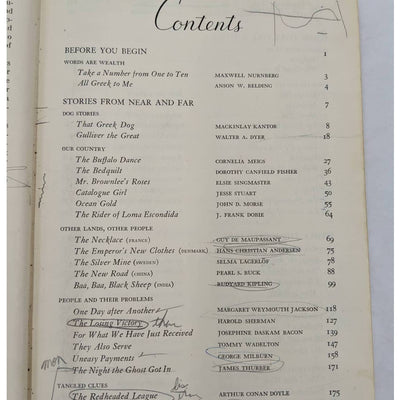 Contents
BEFORE YOU BEGIN 1
WORDS ARE WEALTH
Take a Number from One to Ten MAXWELL NURNBERG 3
All Greek to Me ANSON W. BELDING 4
STORIES FROM NEAR AND FAR 7
DOG STORIES
That Greek Dog MACKINLAY KANTOR 8
Gulliver the Great WALTER A. DYER 18
OUR COUNTRY
The Buffalo Dance CORNELIA MEIGS 27
The Bedquilt DOROTHY CANFIELD FISHER 36
Mr. Brownlee's Roses ELSIE SINGMASTER 43
Catalogue Girl JESSE STUART 50
Ocean Gold JOHN D. MORSE 55
The Rider of Loma Escondida J. FRANK DOBIE 64
OTHER LANDS, OTHER PEOPLE
The Necklace (FRANCE) GUY DE MAUPASSANT 69
The Emperor's New Clothes (DENMARK) HANS CHRISTIAN ANDERSEN 75
The Silver Mine (SWEDEN) SELMA LAGERLÖF 78
The New Road (CHINA) PEARL S. BUCK 88
Baa, Baa, Black Sheep (INDIA) RUDYARD KIPLING 98
PEOPLE AND THEIR PROBLEMS
One Day after Another MARGARET WEYMOUTH JACKSON 118
The Losing Victory HAROLD SHERMAN 127
For What We Have Just Received JOSEPHINE DASKAM BACON 139
They Also Serve TOMMY WADELTON 147
Uneasy Payments GEORGE MILBURN 158
mon
The Night the Ghost Got In JAMES THURBER 171
TANGLED CLUES
The Redheaded League ARTHUR CONAN DOYLE 175